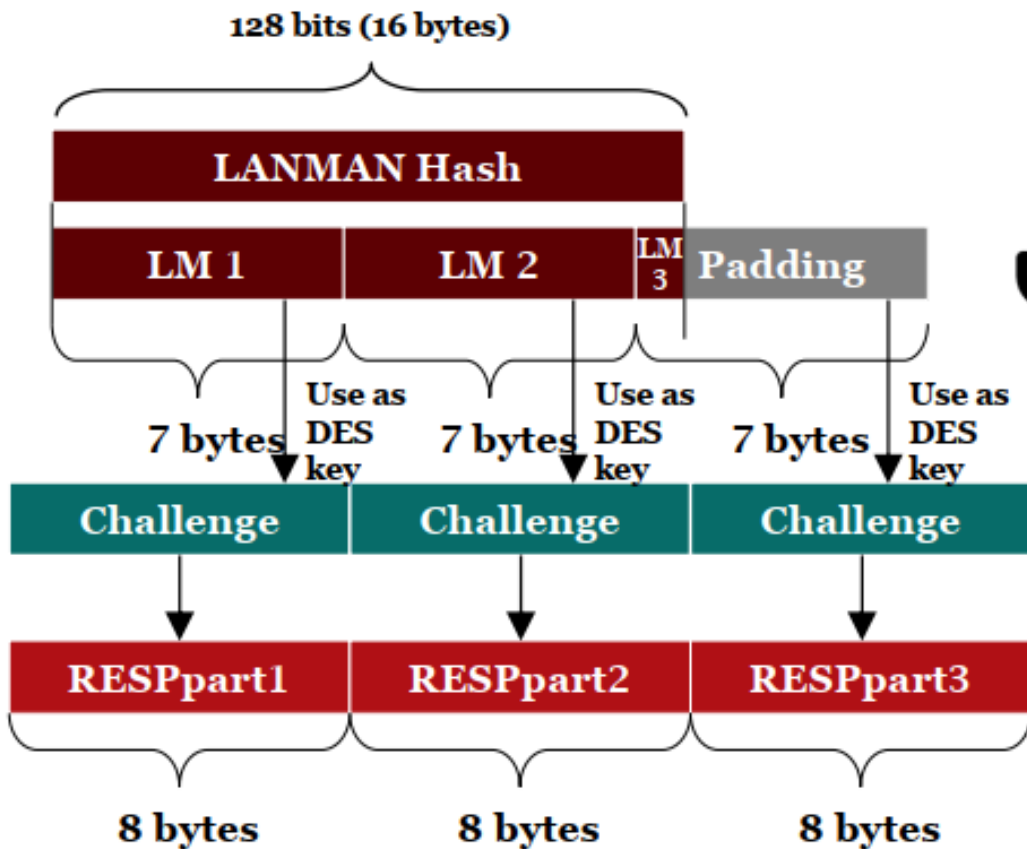 128 bits (16 bytes)
LANMAN Hash
LM 1
LM 2
LM
3
Padding
7 bytes
Use as
DES
key
7 bytes
Use as
DES
key
7 bytes
Use as
DES
key
Challenge
Challenge
Challenge
RESPpart1
RESPpart2
RESPpart3
8 bytes
8 bytes
8 bytes